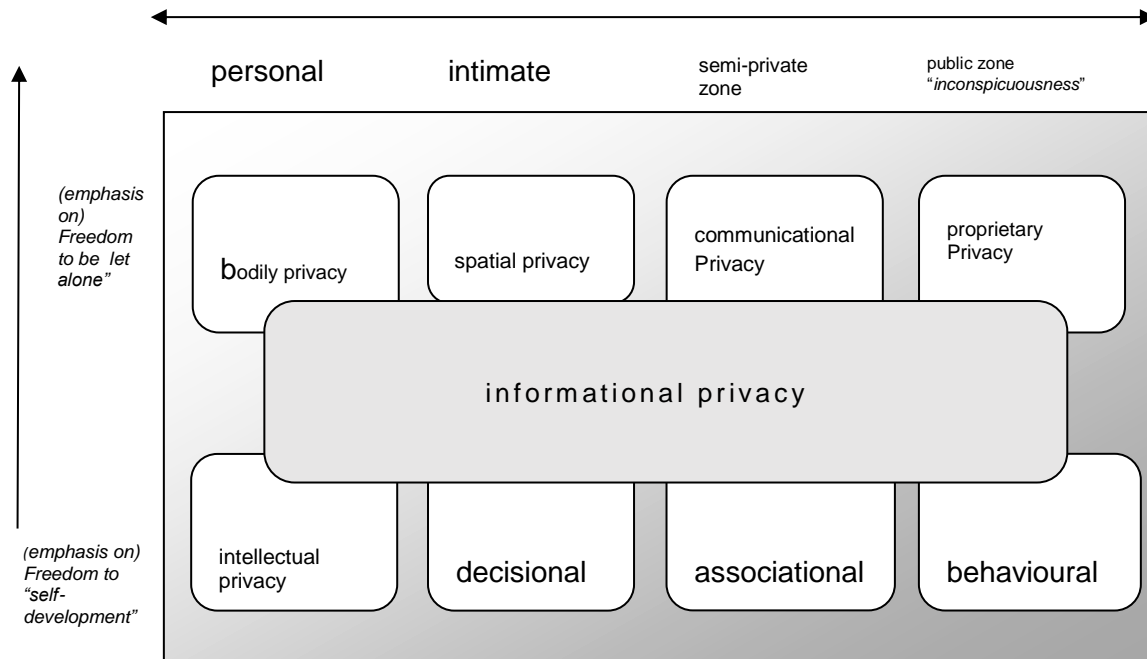 personal
intimate
semi-private
zone
public zone
“inconspicuousness”
(emphasis
on)
Freedom
to be let
alone”
bodily privacy
spatial privacy
communicational
Privacy
proprietary
Privacy
informational privacy
(emphasis on)
Freedom to
“self-
development”
intellectual
privacy
decisional
associational
behavioural